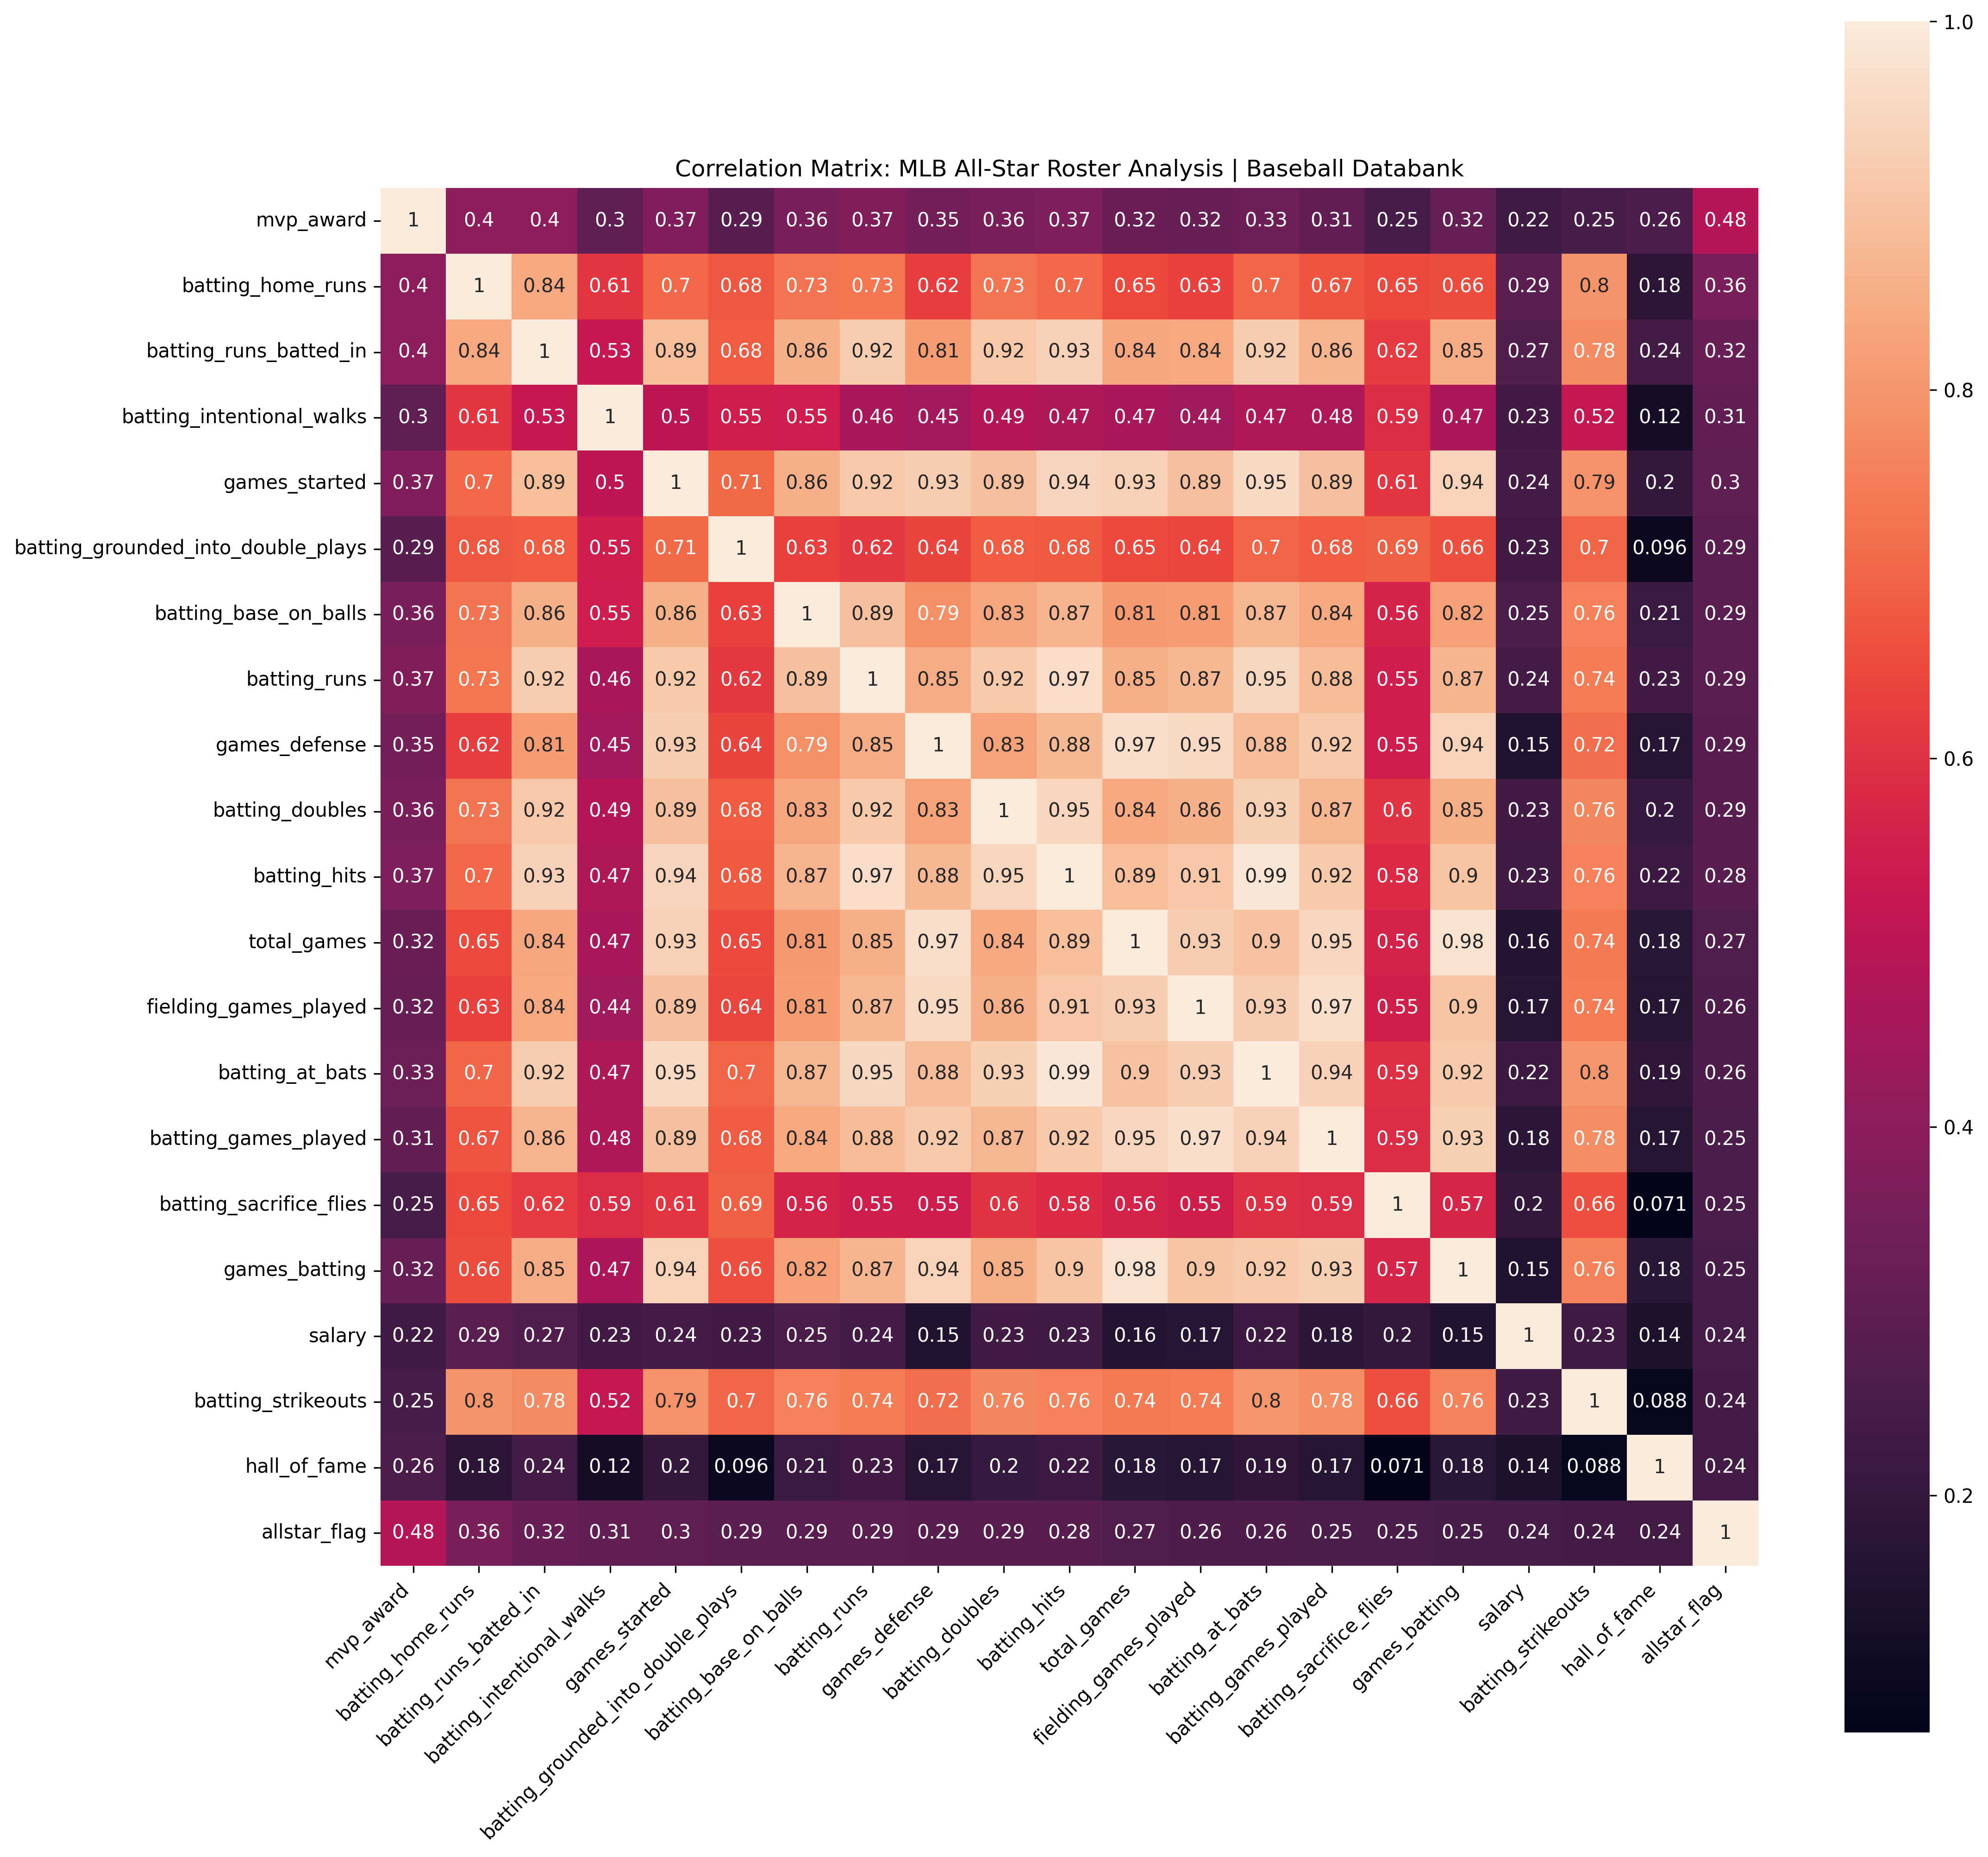 Correlation Matrix: MLB All-Star Roster Analysis | Baseball Databank
mvp_award 1 0.4 0.4 0.3 0.37 0.29 0.36 0.37 0.35 0.36 0.37 0.32 0.32 0.33 0.31 0.25 0.32 0.22 0.25 0.26 0.48
batting_home_runs 0.4 1 0.84 0.61 0.7 0.68 0.73 0.73 0.62 0.73 0.7 0.65 0.63 0.7 0.67 0.65 0.66 0.29 0.8 0.18 0.36
batting_runs_batted_in 0.4 0.84 1 0.53 0.89 0.68 0.86 0.92 0.81 0.92 0.93 0.84 0.84 0.92 0.86 0.62 0.85 0.27 0.78 0.24 0.32
batting_intentional_walks 0.3 0.61 0.53 1 0.5 0.55 0.55 0.46 0.45 0.49 0.47 0.47 0.44 0.47 0.48 0.59 0.47 0.23 0.52 0.12 0.31
games_started 0.37 0.7 0.89 0.5 1 0.71 0.86 0.92 0.93 0.89 0.94 0.93 0.89 0.95 0.89 0.61 0.94 0.24 0.79 0.2 0.3
batting_grounded_into_double_plays 0.29 0.68 0.68 0.55 0.71 1 0.63 0.62 0.64 0.68 0.68 0.65 0.64 0.7 0.68 0.69 0.66 0.23 0.7 0.096 0.29
batting_base_on_balls 0.36 0.73 0.86 0.55 0.86 0.63 1 0.89 0.79 0.83 0.87 0.81 0.81 0.87 0.84 0.56 0.82 0.25 0.76 0.21 0.29
batting_runs 0.37 0.73 0.92 0.46 0.92 0.62 0.89 1 0.85 0.92 0.97 0.85 0.87 0.95 0.88 0.55 0.87 0.24 0.74 0.23 0.29
games_defense 0.35 0.62 0.81 0.45 0.93 0.64 0.79 0.85 1 0.83 0.88 0.97 0.95 0.88 0.92 0.55 0.94 0.15 0.72 0.17 0.29
batting_doubles 0.36 0.73 0.92 0.49 0.89 0.68 0.83 0.92 0.83 1 0.95 0.84 0.86 0.93 0.87 0.6 0.85 0.23 0.76 0.2 0.29
batting_hits 0.37 0.7 0.93 0.47 0.94 0.68 0.87 0.97 0.88 0.95 1 0.89 0.91 0.99 0.92 0.58 0.9 0.23 0.76 0.22 0.28
total_games 0.32 0.65 0.84 0.47 0.93 0.65 0.81 0.85 0.97 0.84 0.89 1 0.93 0.9 0.95 0.56 0.98 0.16 0.74 0.18 0.27
fielding_games_played 0.32 0.63 0.84 0.44 0.89 0.64 0.81 0.87 0.95 0.86 0.91 0.93 1 0.93 0.97 0.55 0.9 0.17 0.74 0.17 0.26
batting_at_bats 0.33 0.7 0.92 0.47 0.95 0.7 0.87 0.95 0.88 0.93 0.99 0.9 0.93 1 0.94 0.59 0.92 0.22 0.8 0.19 0.26
batting_games_played 0.31 0.67 0.86 0.48 0.89 0.68 0.84 0.88 0.92 0.87 0.92 0.95 0.97 0.94 1 0.59 0.93 0.18 0.78 0.17 0.25
batting_sacrifice_flies 0.25 0.65 0.62 0.59 0.61 0.69 0.56 0.55 0.55 0.6 0.58 0.56 0.55 0.59 0.59 1 0.57 0.2 0.66 0.071 0.25
games_batting 0.32 0.66 0.85 0.47 0.94 0.66 0.82 0.87 0.94 0.85 0.9 0.98 0.9 0.92 0.93 0.57 1 0.15 0.76 0.18 0.25
salary 0.22 0.29 0.27 0.23 0.24 0.23 0.25 0.24 0.15 0.23 0.23 0.16 0.17 0.22 0.18 0.2 0.15 1 0.23 0.14 0.24
batting_strikeouts 0.25 0.8 0.78 0.52 0.79 0.7 0.76 0.74 0.72 0.76 0.76 0.74 0.74 0.8 0.78 0.66 0.76 0.23 1 0.088 0.24
hall_of_fame 0.26 0.18 0.24 0.12 0.2 0.096 0.21 0.23 0.17 0.2 0.22 0.18 0.17 0.19 0.17 0.071 0.18 0.14 0.088 1 0.24
allstar_flag 0.48 0.36 0.32 0.31 0.3 0.29 0.29 0.29 0.29 0.29 0.28 0.27 0.26 0.26 0.25 0.25 0.25 0.24 0.24 0.24 1
mvp_award
batting_home_runs
batting_runs_batted_in
batting_intentional_walks
games_started
batting_grounded_into_double_plays
batting_base_on_balls
batting_runs
games_defense
batting_doubles
batting_hits
total_games
fielding_games_played
batting_at_bats
batting_games_played
batting_sacrifice_flies
games_batting
salary
batting_strikeouts
hall_of_fame
allstar_flag
1.0
0.8
0.6
0.4
0.2